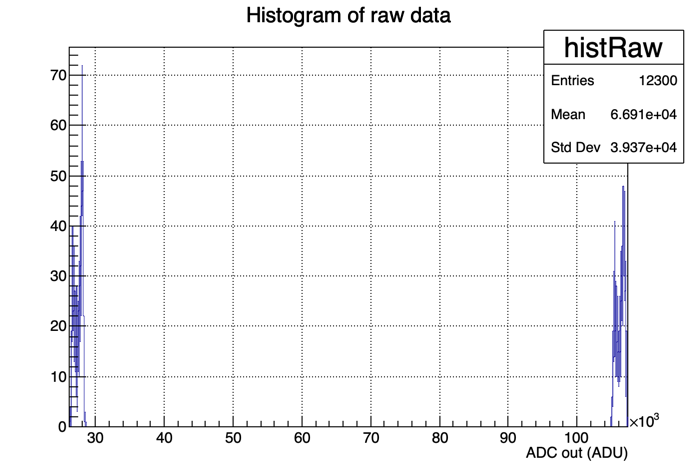 Histogram of raw data
histRaw
Entries 12300
Mean 6.691e+04
Std Dev 3.937e+04
70
60
50
40
30
20
10
0
30 40 50 60 70 80 90 100
×10³
ADC out (ADU)